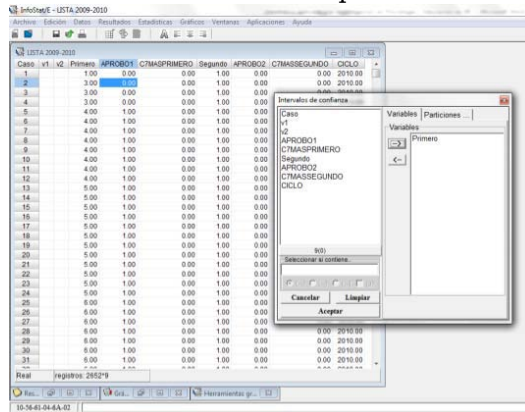 InfoStat/E - LISTA 2009-2010
Archivo Edición Datos Resultados Estadísticas Gráficos Ventanas Aplicaciones Ayuda
LISTA 2009-2010
Caso v1 v2 Primero APROBO1 C7MASPRIMERO Segundo APROBO2 C7MASSEGUNDO CICLO
1 1.00 0.00 0.00 1.00 0.00 0.00 2010.00
2 3.00 0.00 0.00 1.00 0.00 0.00 2010.00
3 3.00 0.00 0.00 1.00 0.00 0.00 2010.00
4 3.00 0.00 0.00 1.00 0.00
5 4.00 1.00 0.00 1.00 0.00
6 4.00 1.00 0.00 1.00 0.00
7 4.00 1.00 0.00 1.00 0.00
8 4.00 1.00 0.00 1.00 0.00
9 4.00 1.00 0.00 1.00 0.00
10 4.00 1.00 0.00 1.00 0.00
11 4.00 1.00 0.00 1.00 0.00
12 4.00 1.00 0.00 1.00 0.00
13 5.00 1.00 0.00 1.00 0.00
14 5.00 1.00 0.00 1.00 0.00
15 5.00 1.00 0.00 1.00 0.00
16 5.00 1.00 0.00 1.00 0.00
17 5.00 1.00 0.00 1.00 0.00
18 5.00 1.00 0.00 1.00 0.00
19 5.00 1.00 0.00 1.00 0.00
20 5.00 1.00 0.00 1.00 0.00
21 5.00 1.00 0.00 1.00 0.00
22 5.00 1.00 0.00 1.00 0.00
23 5.00 1.00 0.00 1.00 0.00
24 5.00 1.00 0.00 1.00 0.00
25 6.00 1.00 0.00 1.00 0.00
26 6.00 1.00 0.00 1.00 0.00
27 6.00 1.00 0.00 1.00 0.00 0.00 2010.00
28 6.00 1.00 0.00 1.00 0.00 0.00 2010.00
29 6.00 1.00 0.00 1.00 0.00 0.00 2010.00
30 6.00 1.00 0.00 1.00 0.00 0.00 2010.00
31 6.00 1.00 0.00 1.00 0.00 0.00 2010.00
Real registros: 2652*9
Intervalos de confianza
Caso
v1
v2
APROBO1
C7MASPRIMERO
Segundo
APROBO2
C7MASSEGUNDO
CICLO
9(0)
Seleccionar si contiene..
Cancelar Limpiar
Aceptar
Variables Particiones ...
Variables
Primero
-->
<--
Res... Grá... Herramientas gr...
10-56-61-04-6A-02